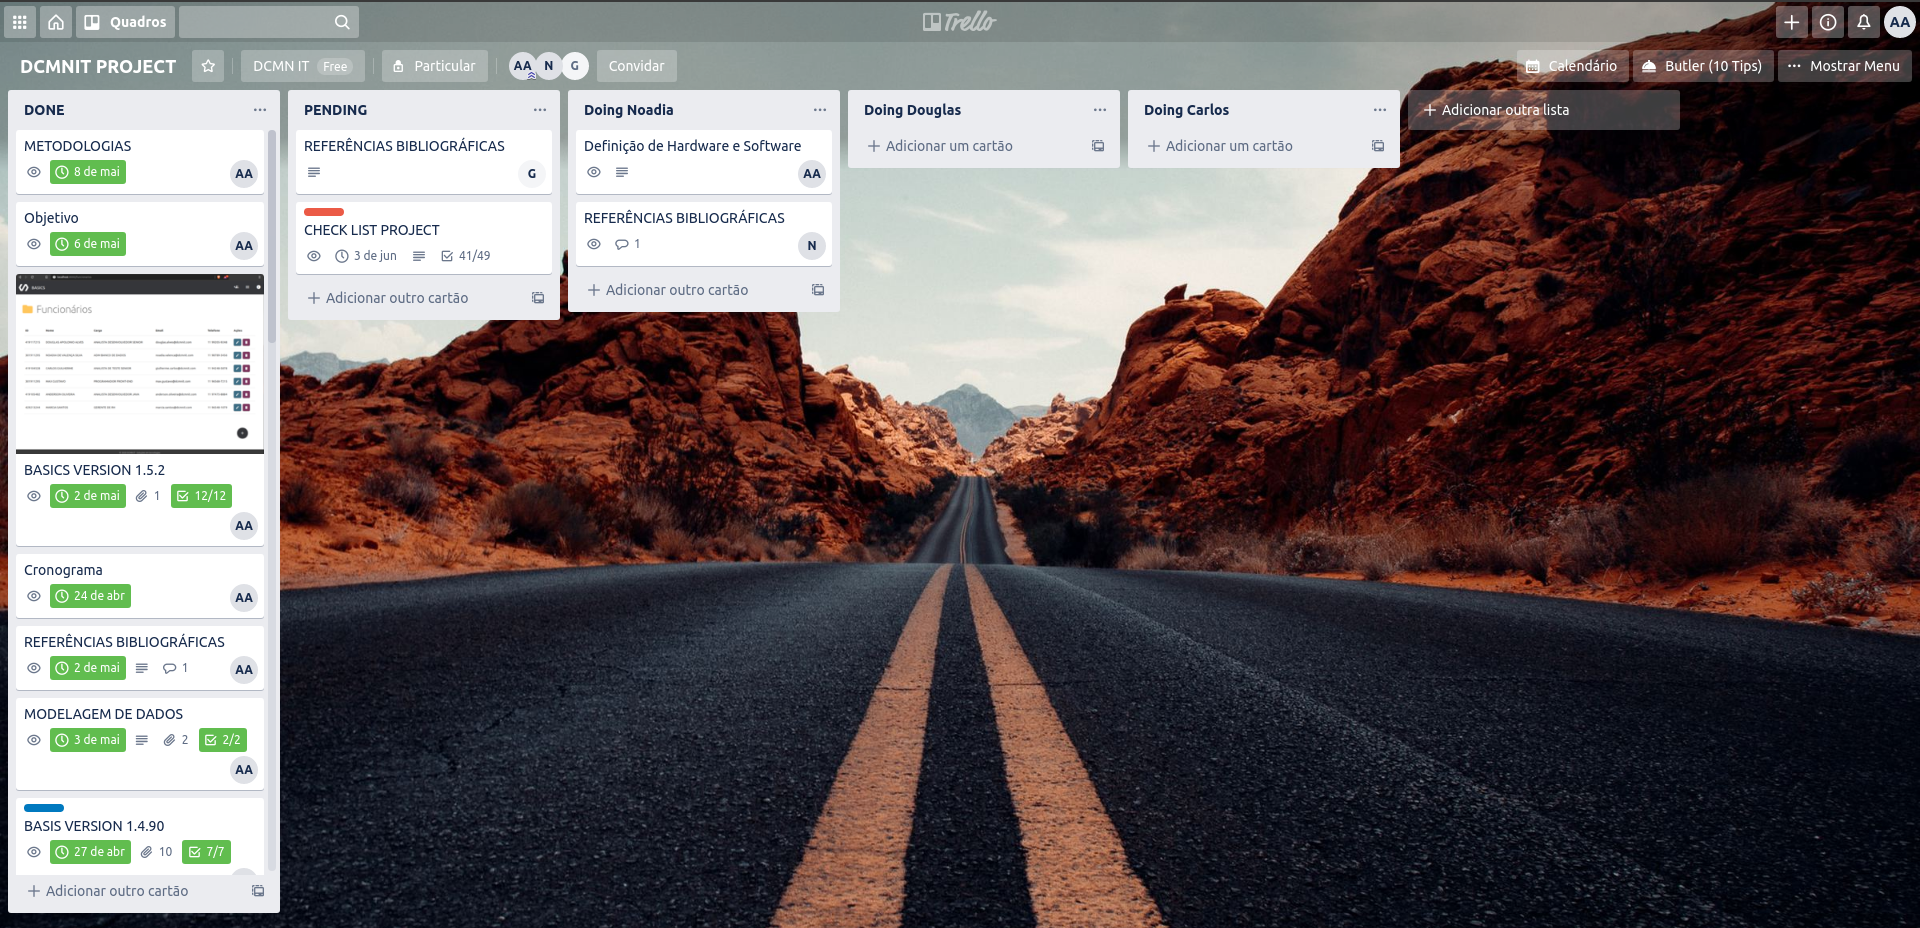 Quadros
Trello
AA
DCMNIT PROJECT
DCMN IT Free
Particular
AA N G
Convidar
Calendário
Butler (10 Tips)
Mostrar Menu
DONE
METODOLOGIAS
8 de mai
AA
Objetivo
6 de mai
AA
BASICS
Funcionários
BASICS VERSION 1.5.2
2 de mai 1 12/12
AA
Cronograma
24 de abr
AA
REFERÊNCIAS BIBLIOGRÁFICAS
2 de mai 1
AA
MODELAGEM DE DADOS
3 de mai 2 2/2
AA
BASIS VERSION 1.4.90
27 de abr 10 7/7
Adicionar outro cartão
PENDING
REFERÊNCIAS BIBLIOGRÁFICAS
G
CHECK LIST PROJECT
3 de jun 41/49
Adicionar outro cartão
Doing Noadia
Definição de Hardware e Software
AA
REFERÊNCIAS BIBLIOGRÁFICAS
1
N
Adicionar outro cartão
Doing Douglas
Adicionar um cartão
Doing Carlos
Adicionar um cartão
Adicionar outra lista